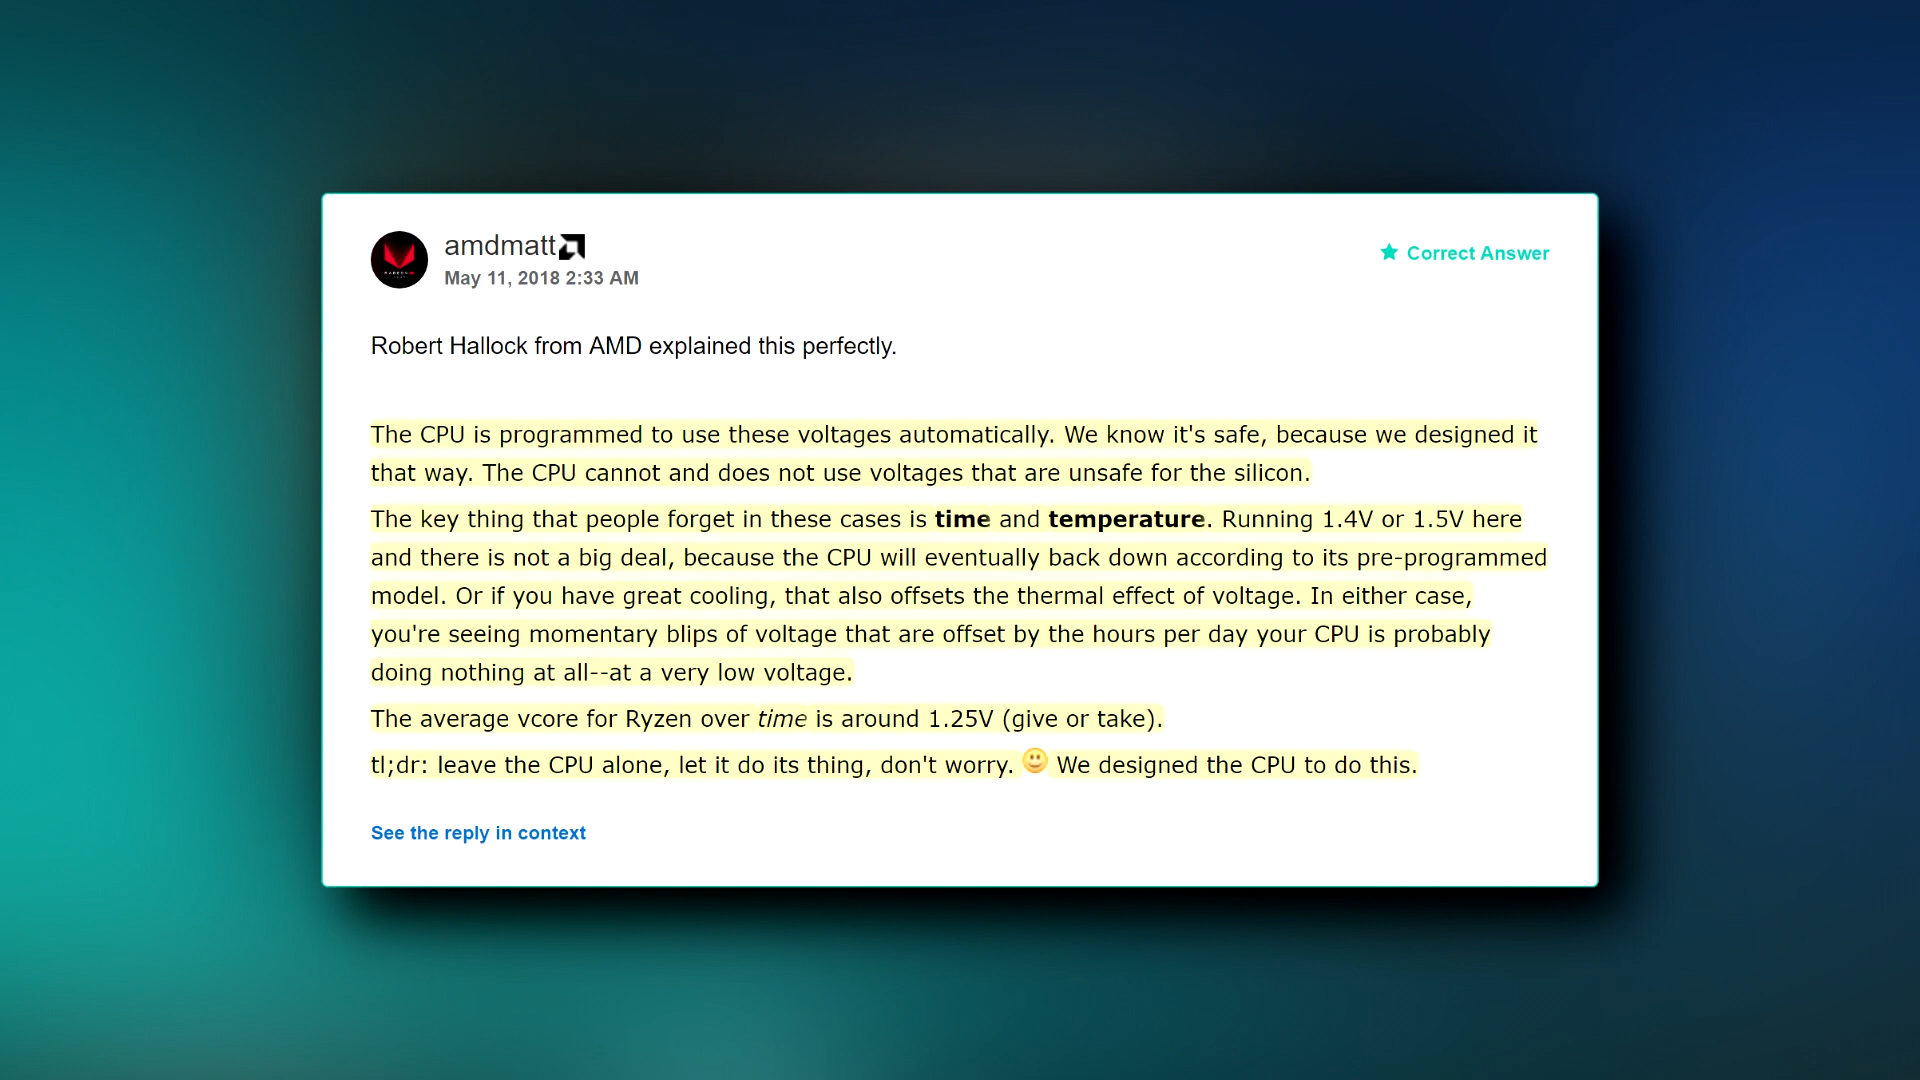 amdmatt
May 11, 2018 2:33 AM
Correct Answer
Robert Hallock from AMD explained this perfectly.
The CPU is programmed to use these voltages automatically. We know it's safe, because we designed it
that way. The CPU cannot and does not use voltages that are unsafe for the silicon.
The key thing that people forget in these cases is time and temperature. Running 1.4V or 1.5V here
and there is not a big deal, because the CPU will eventually back down according to its pre-programmed
model. Or if you have great cooling, that also offsets the thermal effect of voltage. In either case,
you're seeing momentary blips of voltage that are offset by the hours per day your CPU is probably
doing nothing at all--at a very low voltage.
The average vcore for Ryzen over time is around 1.25V (give or take).
tl;dr: leave the CPU alone, let it do its thing, don't worry. 🙂 We designed the CPU to do this.
See the reply in context